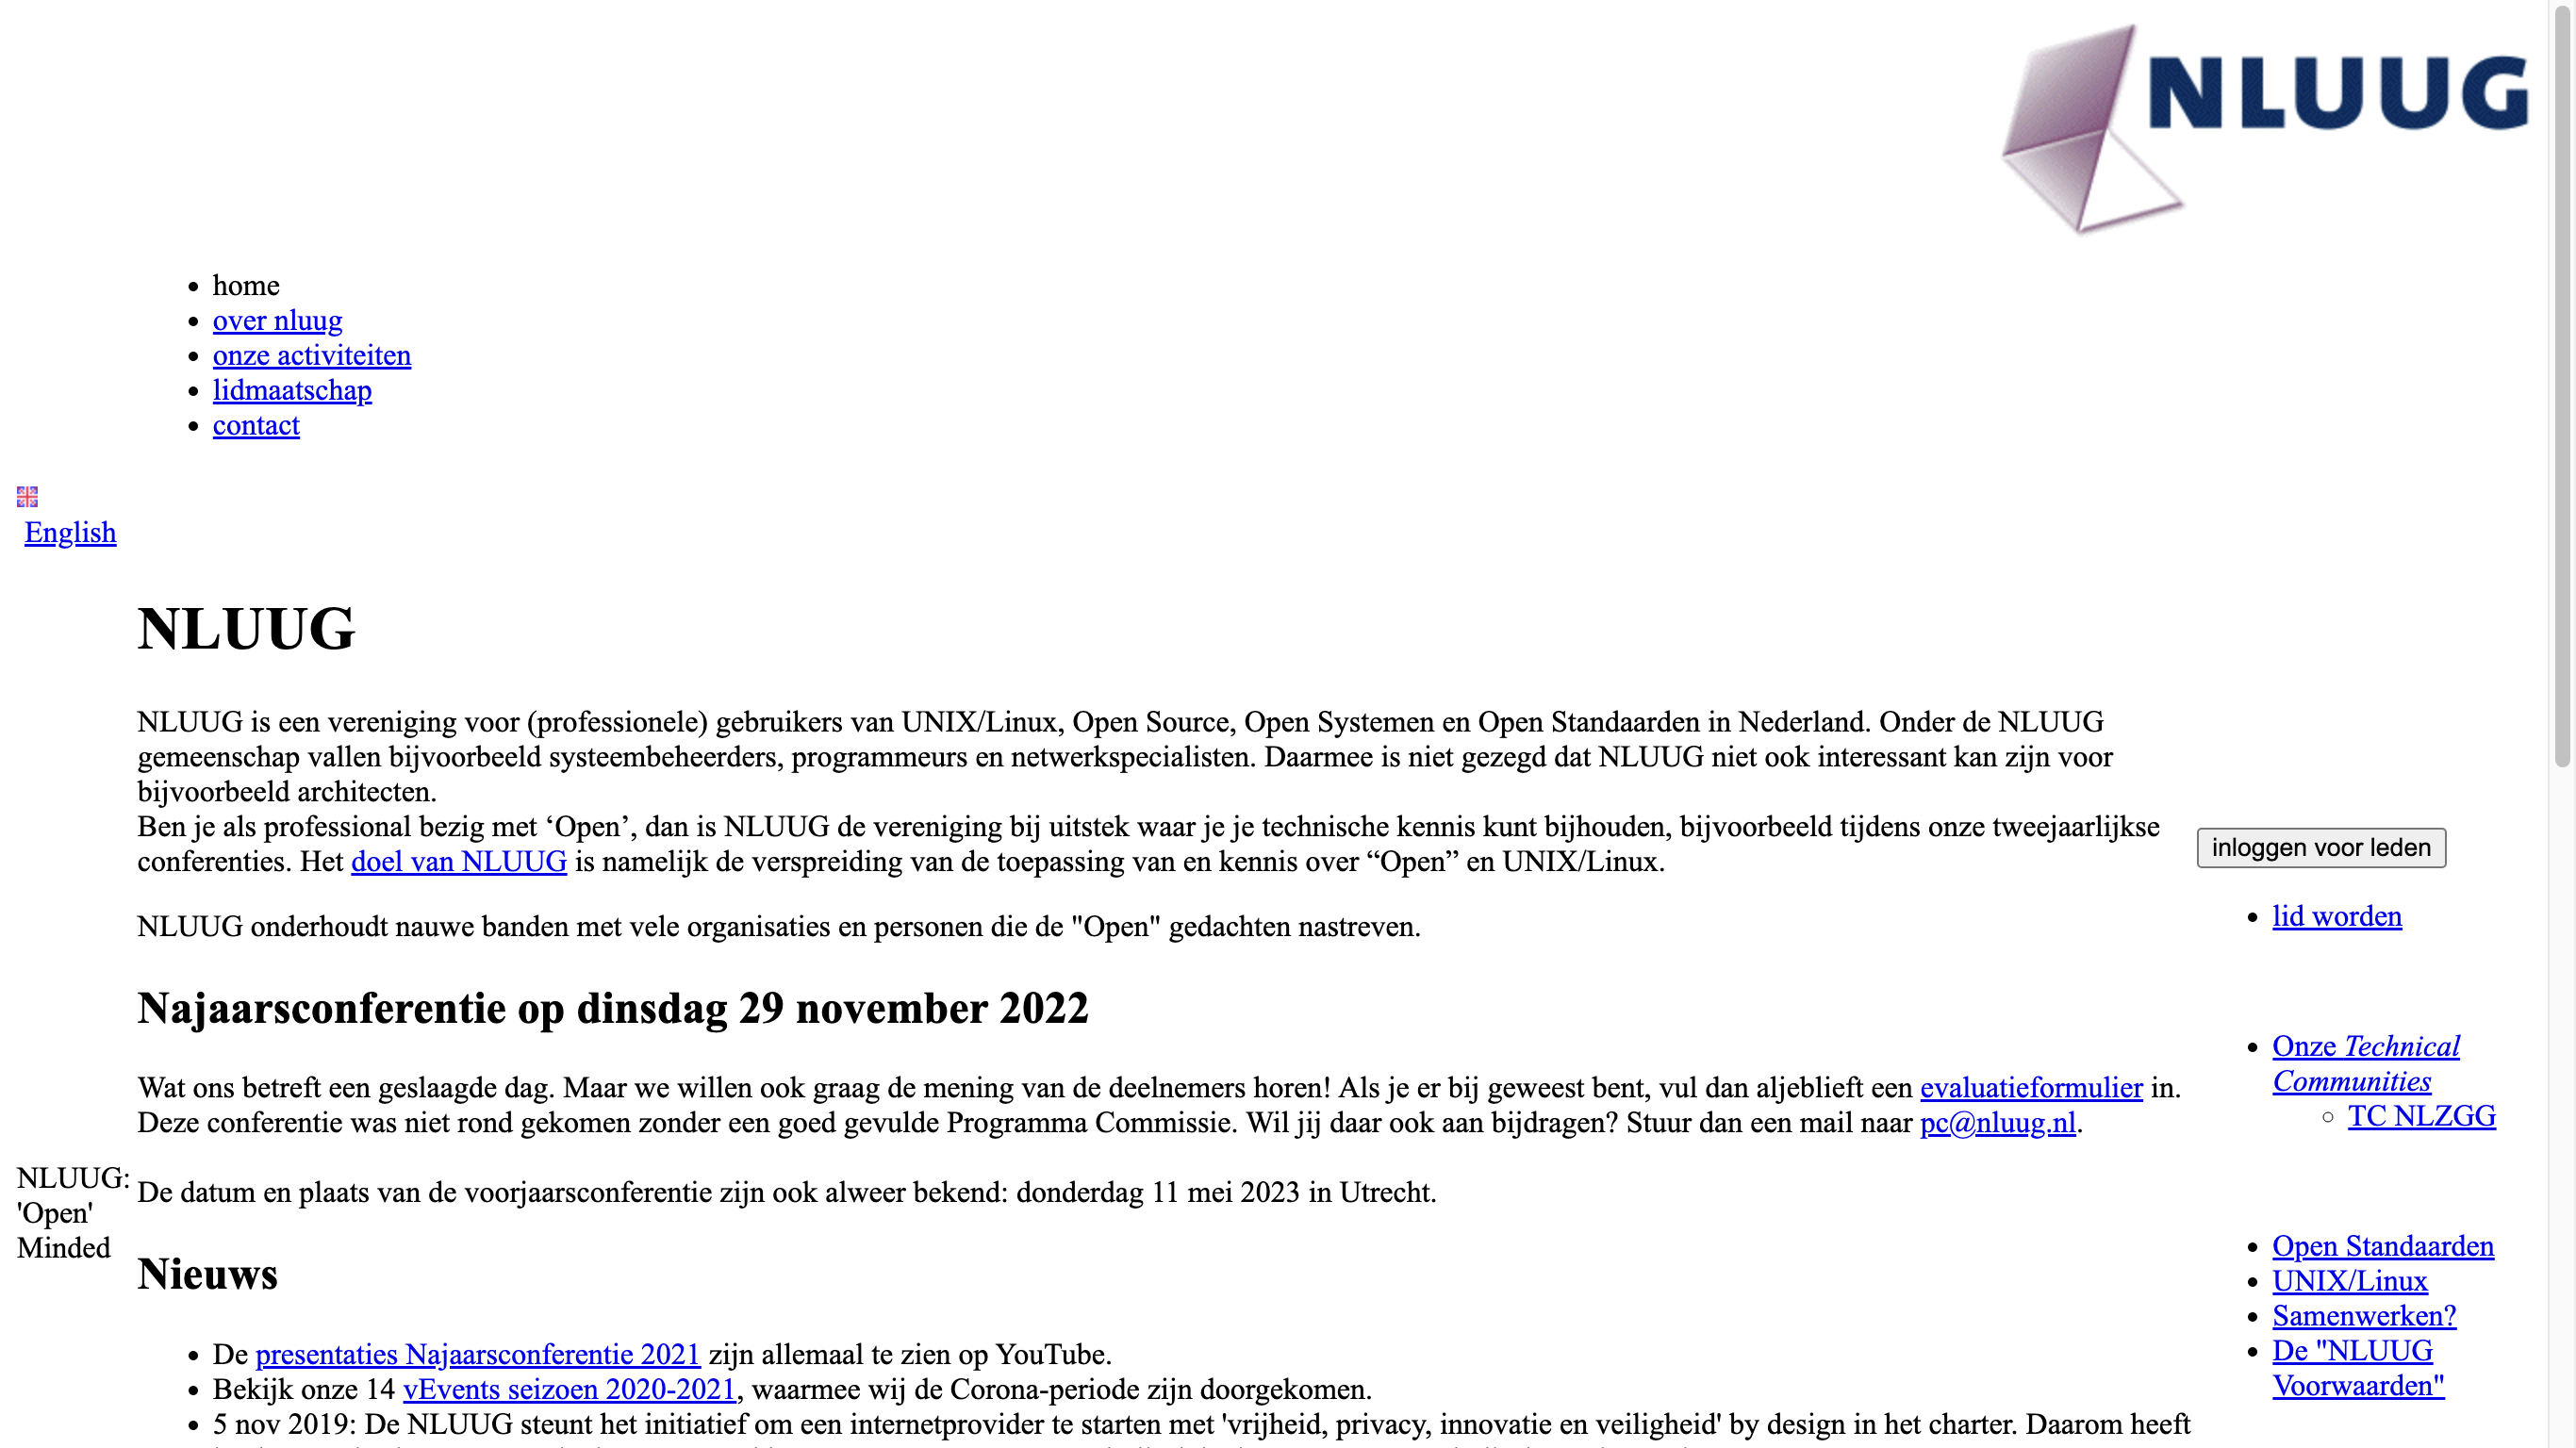 NLUUG
home
over nluug
onze activiteiten
lidmaatschap
contact
English
NLUUG
NLUUG is een vereniging voor (professionele) gebruikers van UNIX/Linux, Open Source, Open Systemen en Open Standaarden in Nederland. Onder de NLUUG
gemeenschap vallen bijvoorbeeld systeembeheerders, programmeurs en netwerkspecialisten. Daarmee is niet gezegd dat NLUUG niet ook interessant kan zijn voor
bijvoorbeeld architecten.
Ben je als professional bezig met ‘Open’, dan is NLUUG de vereniging bij uitstek waar je je technische kennis kunt bijhouden, bijvoorbeeld tijdens onze tweejaarlijkse
conferenties. Het doel van NLUUG is namelijk de verspreiding van de toepassing van en kennis over “Open” en UNIX/Linux.
NLUUG onderhoudt nauwe banden met vele organisaties en personen die de "Open" gedachten nastreven.
Najaarsconferentie op dinsdag 29 november 2022
Wat ons betreft een geslaagde dag. Maar we willen ook graag de mening van de deelnemers horen! Als je er bij geweest bent, vul dan aljeblieft een evaluatieformulier in.
Deze conferentie was niet rond gekomen zonder een goed gevulde Programma Commissie. Wil jij daar ook aan bijdragen? Stuur dan een mail naar pc@nluug.nl.
De datum en plaats van de voorjaarsconferentie zijn ook alweer bekend: donderdag 11 mei 2023 in Utrecht.
Nieuws
De presentaties Najaarsconferentie 2021 zijn allemaal te zien op YouTube.
Bekijk onze 14 vEvents seizoen 2020-2021, waarmee wij de Corona-periode zijn doorgekomen.
5 nov 2019: De NLUUG steunt het initiatief om een internetprovider te starten met 'vrijheid, privacy, innovatie en veiligheid' by design in het charter. Daarom heeft
NLUUG:
'Open'
Minded
inloggen voor leden
lid worden
Onze Technical
Communities
TC NLZGG
Open Standaarden
UNIX/Linux
Samenwerken?
De "NLUUG
Voorwaarden"